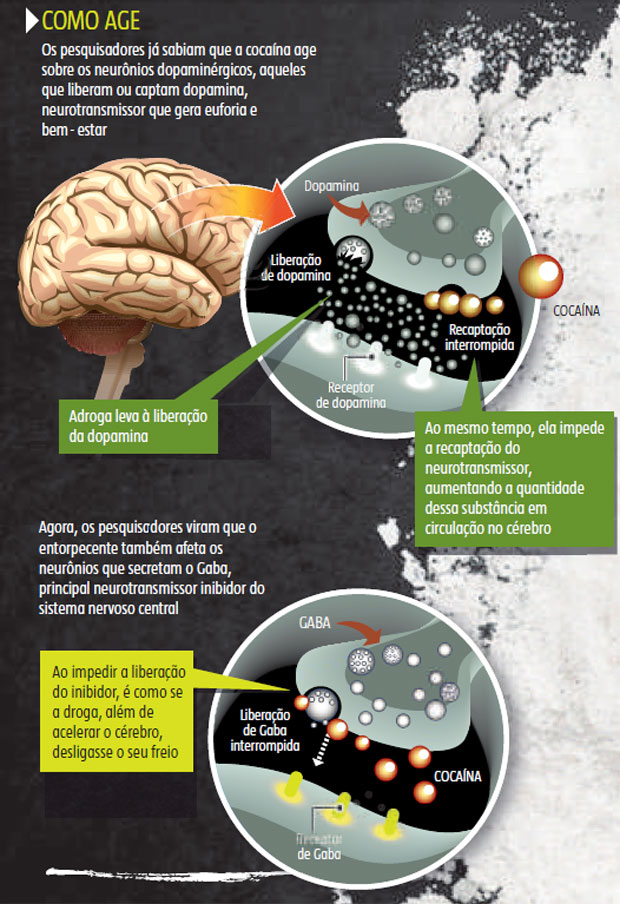 COMO AGE
Os pesquisadores já sabiam que a cocaína age
sobre os neurônios dopaminérgicos, aqueles
que liberam ou captam dopamina,
neurotransmissor que gera euforia e
bem - estar
Dopamina
Liberação
de dopamina
COCAÍNA
Recaptação
interrompida
Receptor
de dopamina
Adroga leva à liberação
da dopamina
Ao mesmo tempo, ela impede
a recaptação do
neurotransmissor,
aumentando a quantidade
dessa substância em
circulação no cérebro
Agora, os pesquisadores viram que o
entorpecente também afeta os
neurônios que secretam o Gaba,
principal neurotransmissor inibidor do
sistema nervoso central
GABA
Ao impedir a liberação
do inibidor, é como se
a droga, além de
acelerar o cérebro,
desligasse o seu freio
Liberação
de Gaba
interrompida
COCAÍNA
Receptor
de Gaba